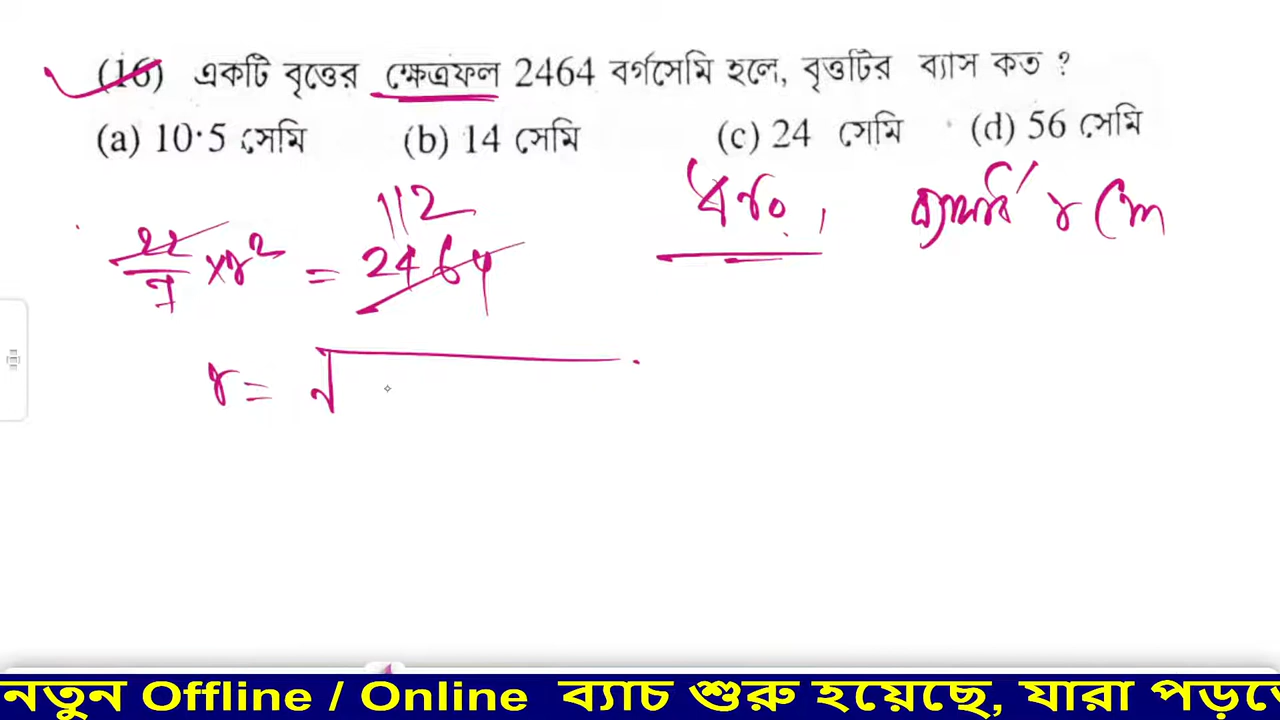 (16) একটি বৃত্তের ক্ষেত্রফল 2464 বর্গসেমি হলে, বৃত্তটির ব্যাস কত ?
(a) 10·5 সেমি (b) 14 সেমি (c) 24 সেমি (d) 56 সেমি
112
ধরি, ব্যাসার্ধ r সেমি
22/7 × r² = 2464
r = √
নতুন Offline / Online ব্যাচ শুরু হয়েছে, যারা পড়তে